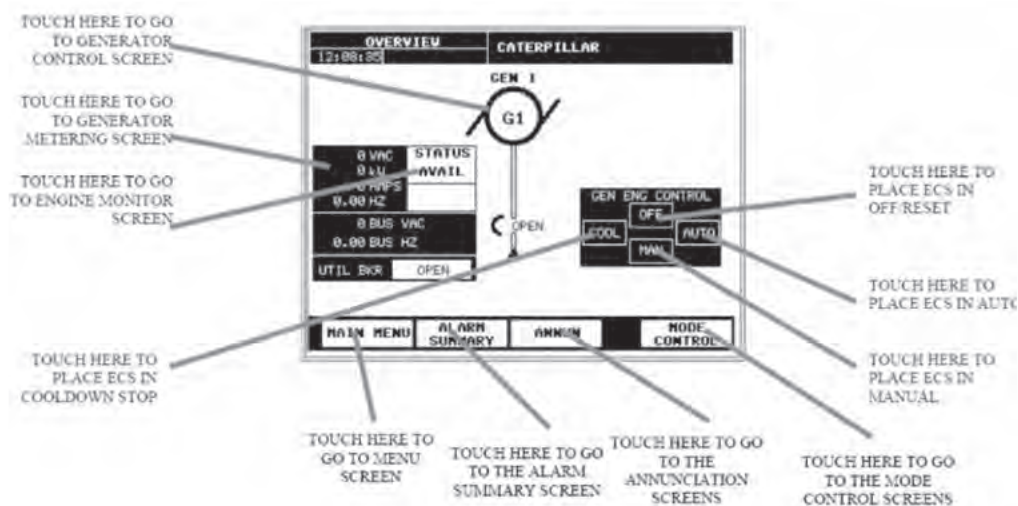 TOUCH HERE TO GO
TO GENERATOR
CONTROL SCREEN
TOUCH HERE TO GO
TO GENERATOR
METERING SCREEN
TOUCH HERE TO GO
TO ENGINE MONITOR
SCREEN
TOUCH HERE TO
PLACE ECS IN
COOLDOWN STOP
OVERVIEW
12:08:35
CATERPILLAR
GEN 1
G1
0 VAC
0 kW
0 AMPS
0.00 HZ
STATUS
AVAIL
0 BUS VAC
0.00 BUS HZ
UTIL BKR OPEN
OPEN
GEN ENG CONTROL
OFF
COOL AUTO
MAN
MAIN MENU
ALARM
SUMMARY
ANNUN
MODE
CONTROL
TOUCH HERE TO
PLACE ECS IN
OFF/RESET
TOUCH HERE TO
PLACE ECS IN AUTO
TOUCH HERE TO
PLACE ECS IN
MANUAL
TOUCH HERE TO
GO TO MENU
SCREEN
TOUCH HERE TO GO
TO THE ALARM
SUMMARY SCREEN
TOUCH HERE TO GO
TO THE
ANNUNCIATION
SCREENS
TOUCH HERE TO GO
TO THE MODE
CONTROL SCREENS